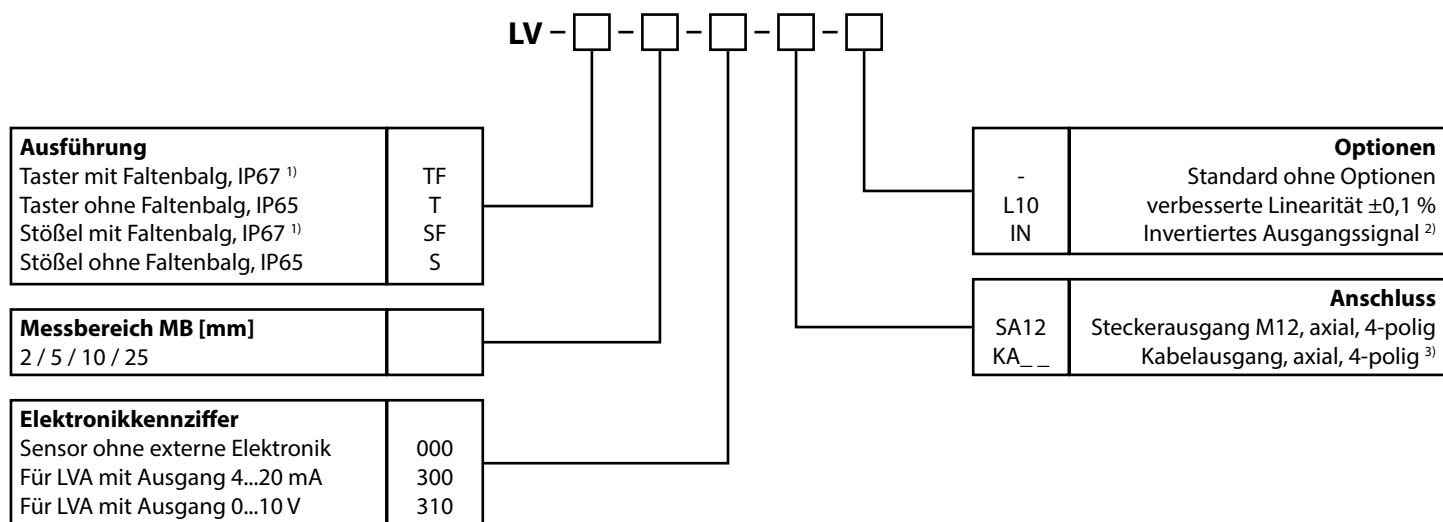 LV – – – – –
Ausführung
Taster mit Faltenbalg, IP67 1) TF
Taster ohne Faltenbalg, IP65 T
Stößel mit Faltenbalg, IP67 1) SF
Stößel ohne Faltenbalg, IP65 S
Messbereich MB [mm]
2 / 5 / 10 / 25
Elektronikkennziffer
Sensor ohne externe Elektronik 000
Für LVA mit Ausgang 4...20 mA 300
Für LVA mit Ausgang 0...10 V 310
Optionen
- Standard ohne Optionen
L10 verbesserte Linearität ±0,1 %
IN Invertiertes Ausgangssignal 2)
Anschluss
SA12 Steckerausgang M12, axial, 4-polig
KA_ _ Kabelausgang, axial, 4-polig 3)